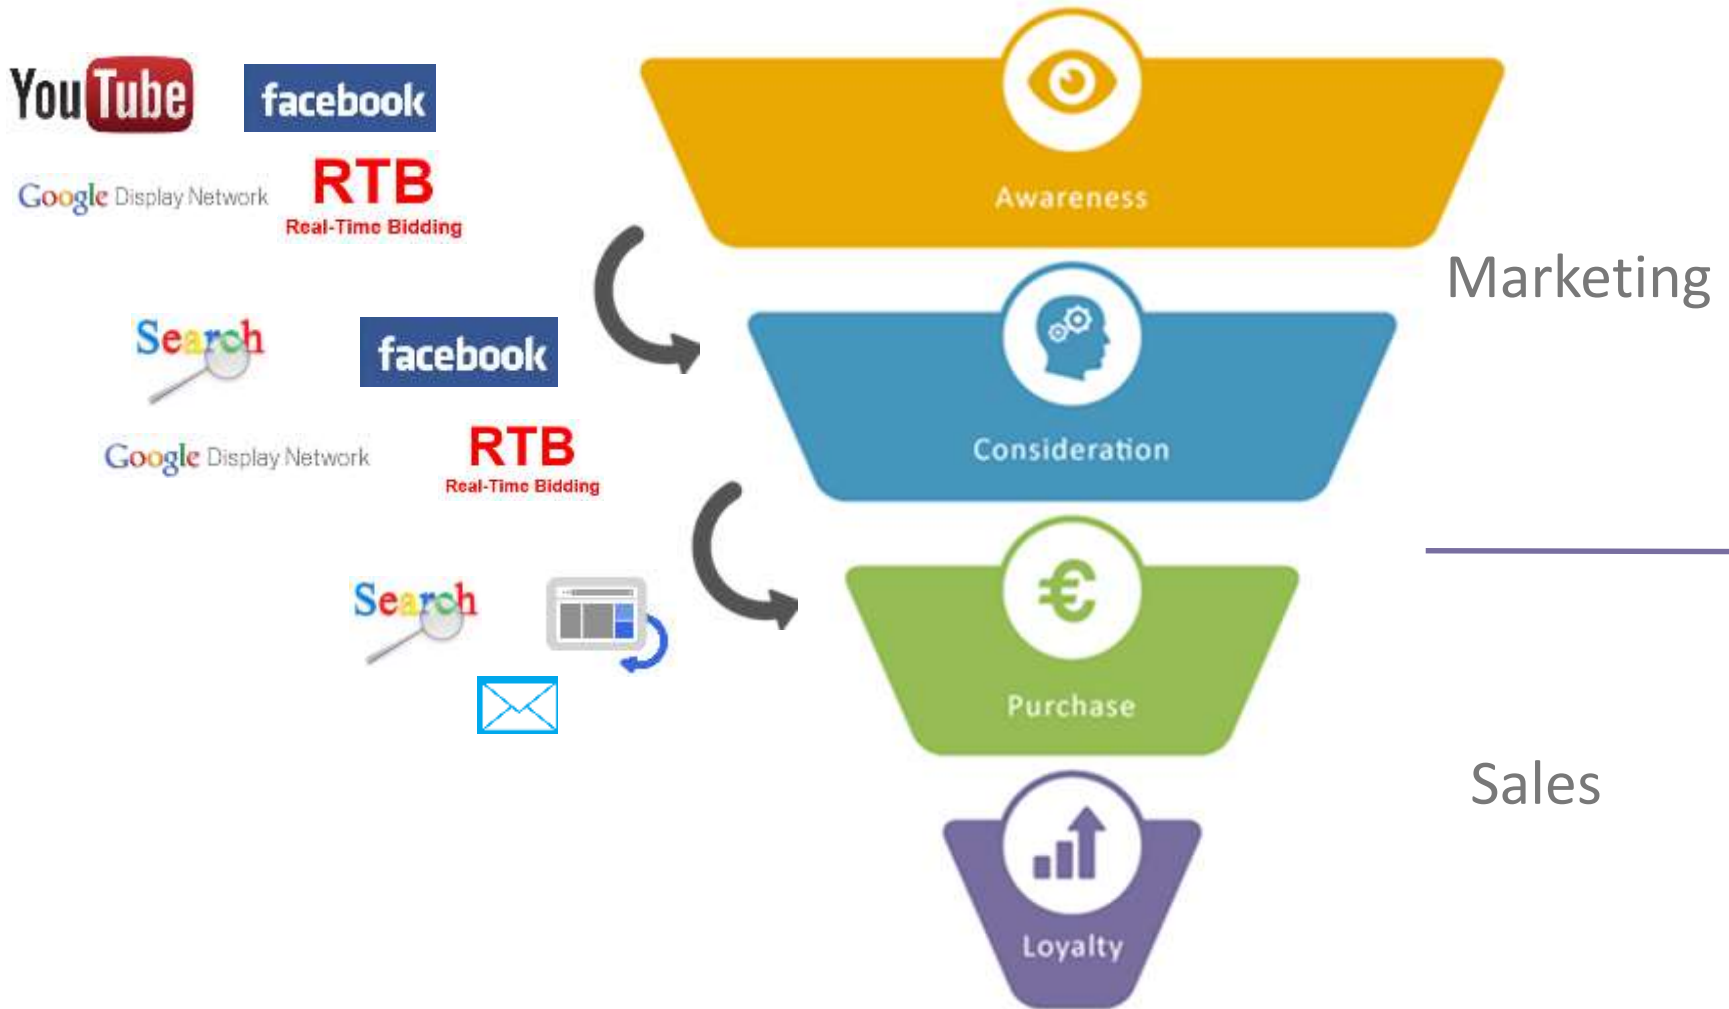 YouTube
facebook
Google Display Network
RTB
Real-Time Bidding
Awareness
Marketing
Search
facebook
Google Display Network
RTB
Real-Time Bidding
Consideration
Search
€
Purchase
Sales
Loyalty